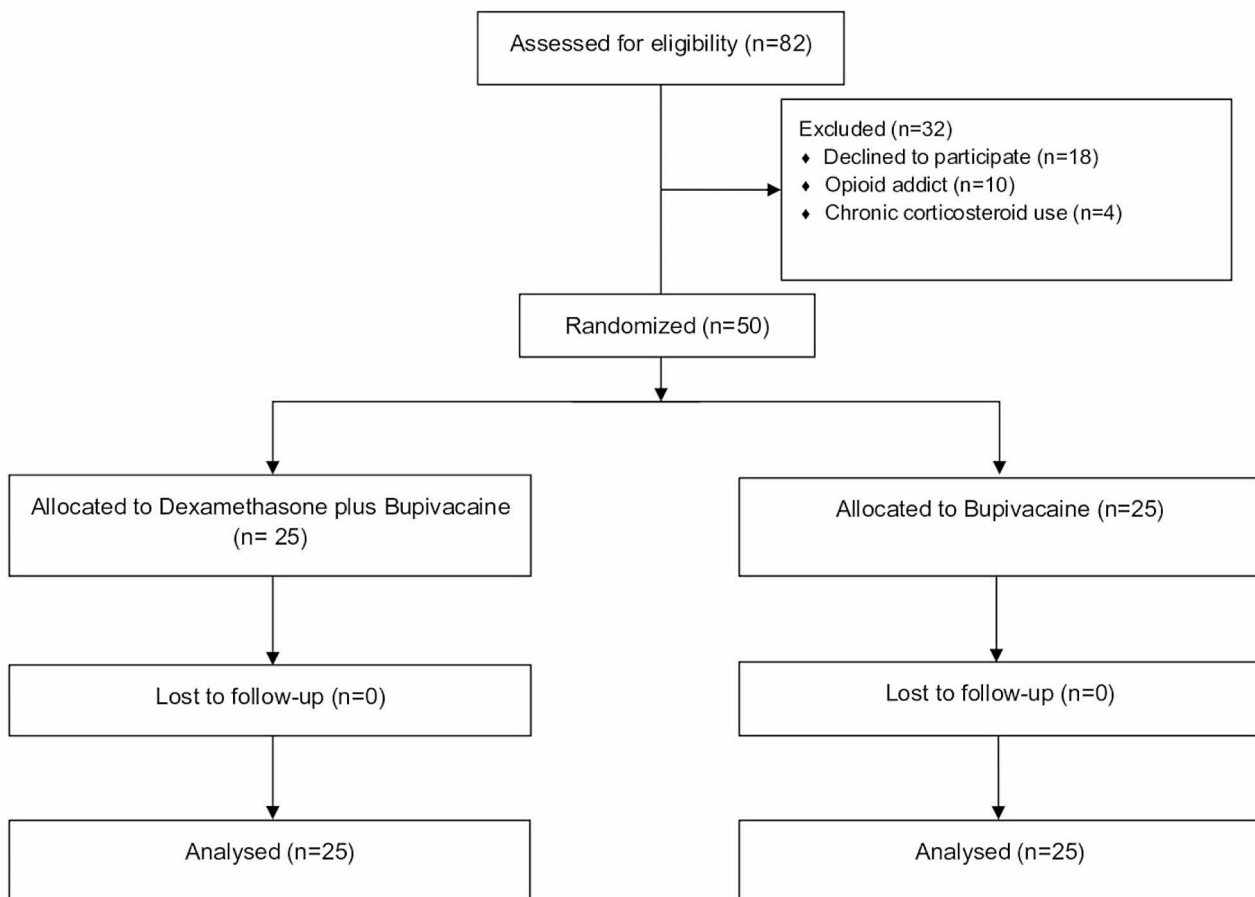 Assessed for eligibility (n=82)
Excluded (n=32)
♦ Declined to participate (n=18)
♦ Opioid addict (n=10)
♦ Chronic corticosteroid use (n=4)
Randomized (n=50)
Allocated to Dexamethasone plus Bupivacaine
(n= 25)
Allocated to Bupivacaine (n=25)
Lost to follow-up (n=0)
Lost to follow-up (n=0)
Analysed (n=25)
Analysed (n=25)